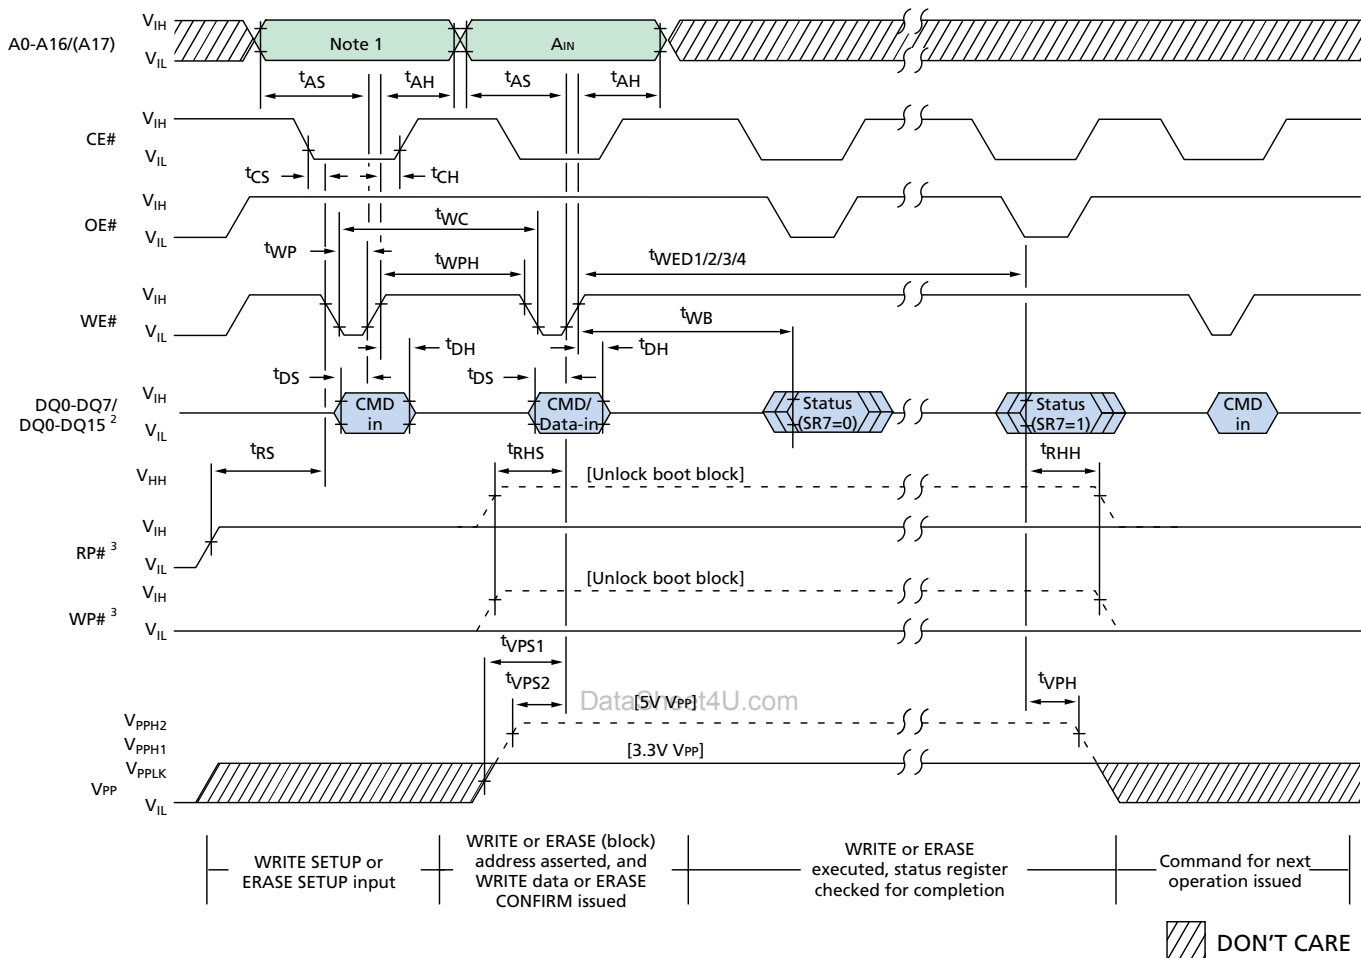 A0-A16/(A17)
VIH
VIL
Note 1
AIN
tAS
tAH
tAS
tAH
CE#
VIH
VIL
tCS
tCH
OE#
VIH
VIL
tWC
tWP
tWPH
tWED1/2/3/4
WE#
VIH
VIL
tWB
tDH
tDH
tDS
tDS
DQ0-DQ7/
DQ0-DQ15 2
VIH
VIL
CMD
in
CMD/
Data-in
Status
(SR7=0)
Status
(SR7=1)
CMD
in
tRS
tRHS
tRHH
VHH
[Unlock boot block]
RP# 3
VIH
VIL
[Unlock boot block]
WP# 3
VIH
VIL
tVPS1
tVPS2
tVPH
DataSheet4U.com
[5V VPP]
VPPH2
VPPH1
[3.3V VPP]
VPPLK
VPP
VIL
WRITE SETUP or
ERASE SETUP input
WRITE or ERASE (block)
address asserted, and
WRITE data or ERASE
CONFIRM issued
WRITE or ERASE
executed, status register
checked for completion
Command for next
operation issued
DON'T CARE